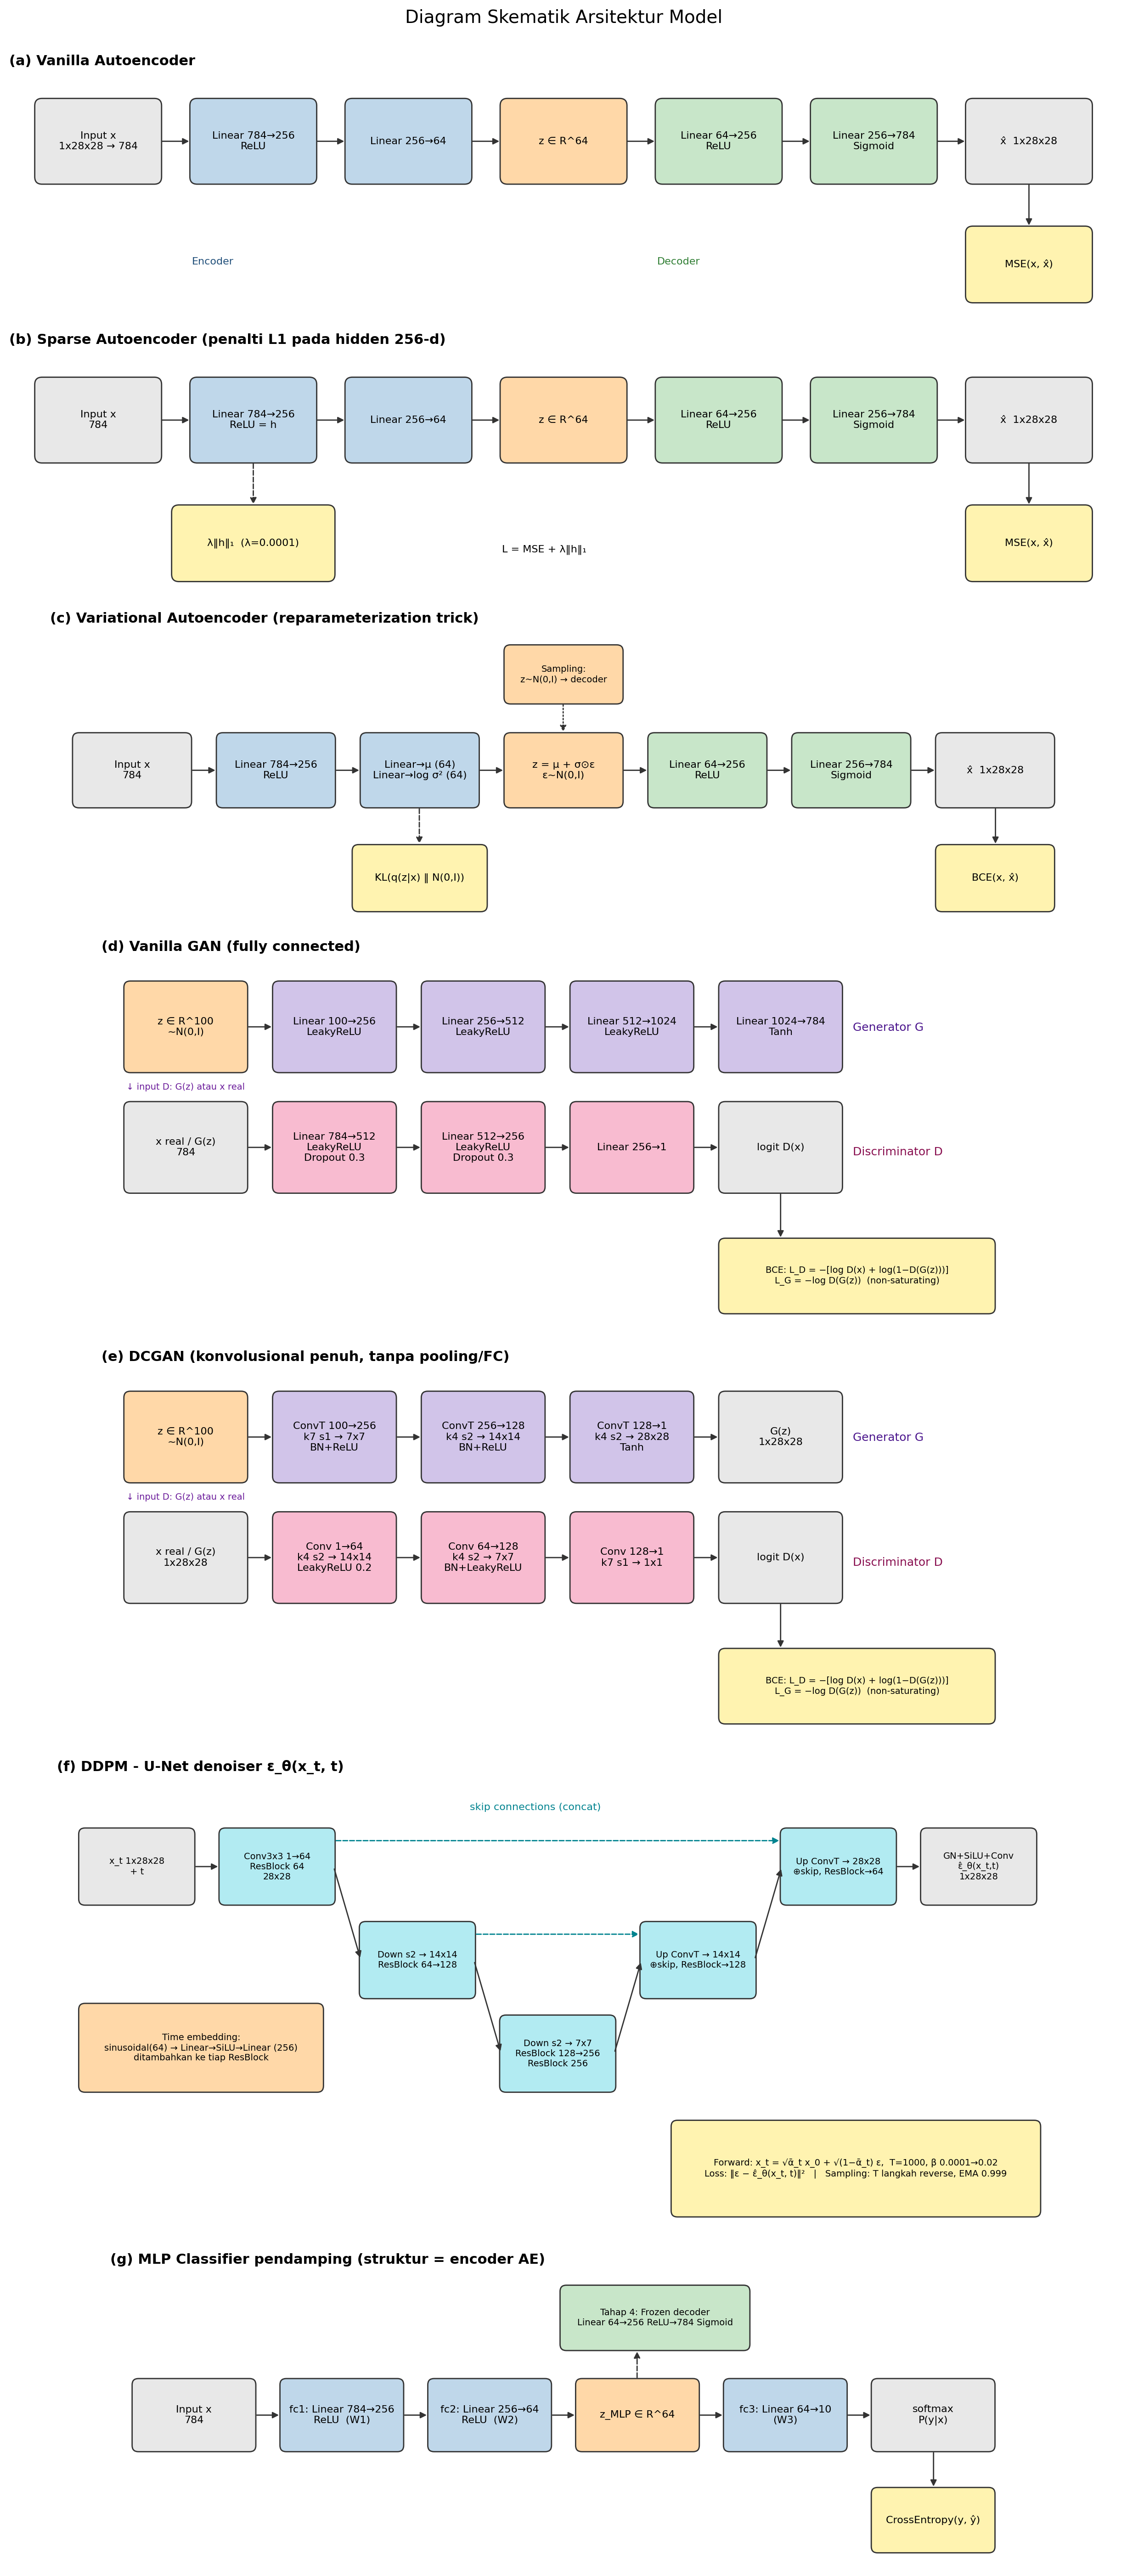 Diagram Skematik Arsitektur Model
(a) Vanilla Autoencoder
Input x
1x28x28 → 784
Linear 784→256
ReLU
Linear 256→64
z ∈ R^64
Linear 64→256
ReLU
Linear 256→784
Sigmoid
x̂  1x28x28
Encoder
Decoder
MSE(x, x̂)
(b) Sparse Autoencoder (penalti L1 pada hidden 256-d)
Input x
784
Linear 784→256
ReLU = h
Linear 256→64
z ∈ R^64
Linear 64→256
ReLU
Linear 256→784
Sigmoid
x̂  1x28x28
λ‖h‖₁  (λ=0.0001)
L = MSE + λ‖h‖₁
MSE(x, x̂)
(c) Variational Autoencoder (reparameterization trick)
Sampling:
z~N(0,I) → decoder
Input x
784
Linear 784→256
ReLU
Linear→μ (64)
Linear→log σ² (64)
z = μ + σ⊙ε
ε~N(0,I)
Linear 64→256
ReLU
Linear 256→784
Sigmoid
x̂  1x28x28
KL(q(z|x) ‖ N(0,I))
BCE(x, x̂)
(d) Vanilla GAN (fully connected)
z ∈ R^100
~N(0,I)
Linear 100→256
LeakyReLU
Linear 256→512
LeakyReLU
Linear 512→1024
LeakyReLU
Linear 1024→784
Tanh
Generator G
↓ input D: G(z) atau x real
x real / G(z)
784
Linear 784→512
LeakyReLU
Dropout 0.3
Linear 512→256
LeakyReLU
Dropout 0.3
Linear 256→1
logit D(x)
Discriminator D
BCE: L_D = −[log D(x) + log(1−D(G(z)))]
L_G = −log D(G(z))  (non-saturating)
(e) DCGAN (konvolusional penuh, tanpa pooling/FC)
z ∈ R^100
~N(0,I)
ConvT 100→256
k7 s1 → 7x7
BN+ReLU
ConvT 256→128
k4 s2 → 14x14
BN+ReLU
ConvT 128→1
k4 s2 → 28x28
Tanh
G(z)
1x28x28
Generator G
↓ input D: G(z) atau x real
x real / G(z)
1x28x28
Conv 1→64
k4 s2 → 14x14
LeakyReLU 0.2
Conv 64→128
k4 s2 → 7x7
BN+LeakyReLU
Conv 128→1
k7 s1 → 1x1
logit D(x)
Discriminator D
BCE: L_D = −[log D(x) + log(1−D(G(z)))]
L_G = −log D(G(z))  (non-saturating)
(f) DDPM - U-Net denoiser ε_θ(x_t, t)
skip connections (concat)
x_t 1x28x28
+ t
Conv3x3 1→64
ResBlock 64
28x28
Up ConvT → 28x28
⊕skip, ResBlock→64
GN+SiLU+Conv
ε̂_θ(x_t,t)
1x28x28
Down s2 → 14x14
ResBlock 64→128
Up ConvT → 14x14
⊕skip, ResBlock→128
Time embedding:
sinusoidal(64) → Linear→SiLU→Linear (256)
ditambahkan ke tiap ResBlock
Down s2 → 7x7
ResBlock 128→256
ResBlock 256
Forward: x_t = √ᾱ_t x_0 + √(1−ᾱ_t) ε,  T=1000, β 0.0001→0.02
Loss: ‖ε − ε̂_θ(x_t, t)‖²   |   Sampling: T langkah reverse, EMA 0.999
(g) MLP Classifier pendamping (struktur = encoder AE)
Tahap 4: Frozen decoder
Linear 64→256 ReLU→784 Sigmoid
Input x
784
fc1: Linear 784→256
ReLU  (W1)
fc2: Linear 256→64
ReLU  (W2)
z_MLP ∈ R^64
fc3: Linear 64→10
(W3)
softmax
P(y|x)
CrossEntropy(y, ŷ)